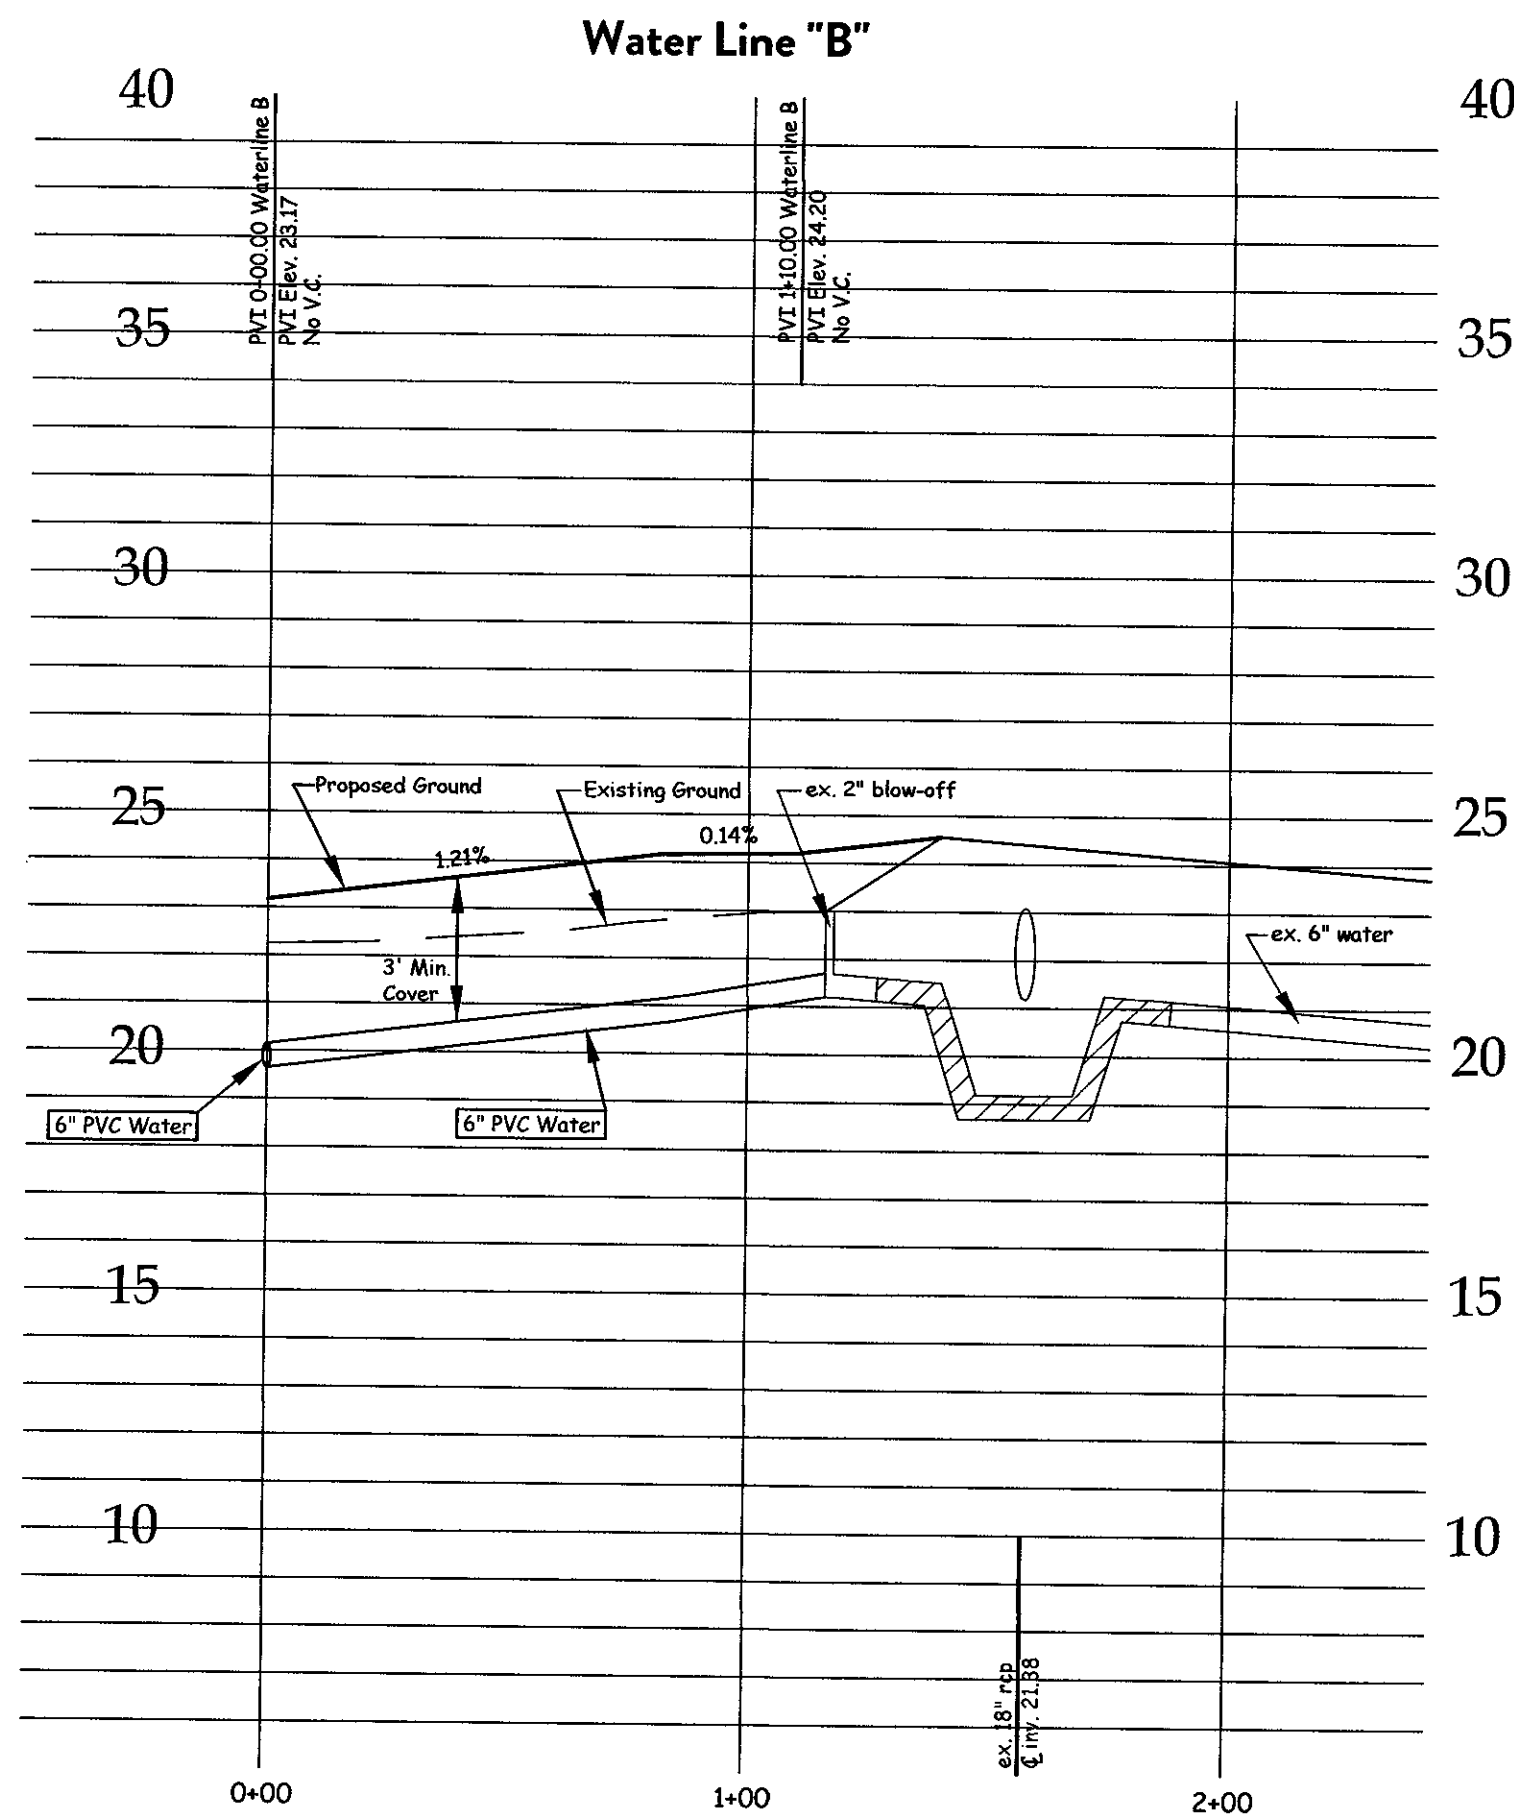 Water Line "B"
40
40
PVI 0+00.00 Waterline B
PVI Elev. 23.17
No V.C.
PVI 1+10.00 Waterline B
PVI Elev. 24.20
No V.C.
35
35
30
30
Proposed Ground
Existing Ground
ex. 2" blow-off
25
25
1.21%
0.14%
ex. 6" water
3' Min.
Cover
20
20
6" PVC Water
6" PVC Water
15
15
10
10
ex. 18" rcp
℄ inv. 21.38
0+00
1+00
2+00